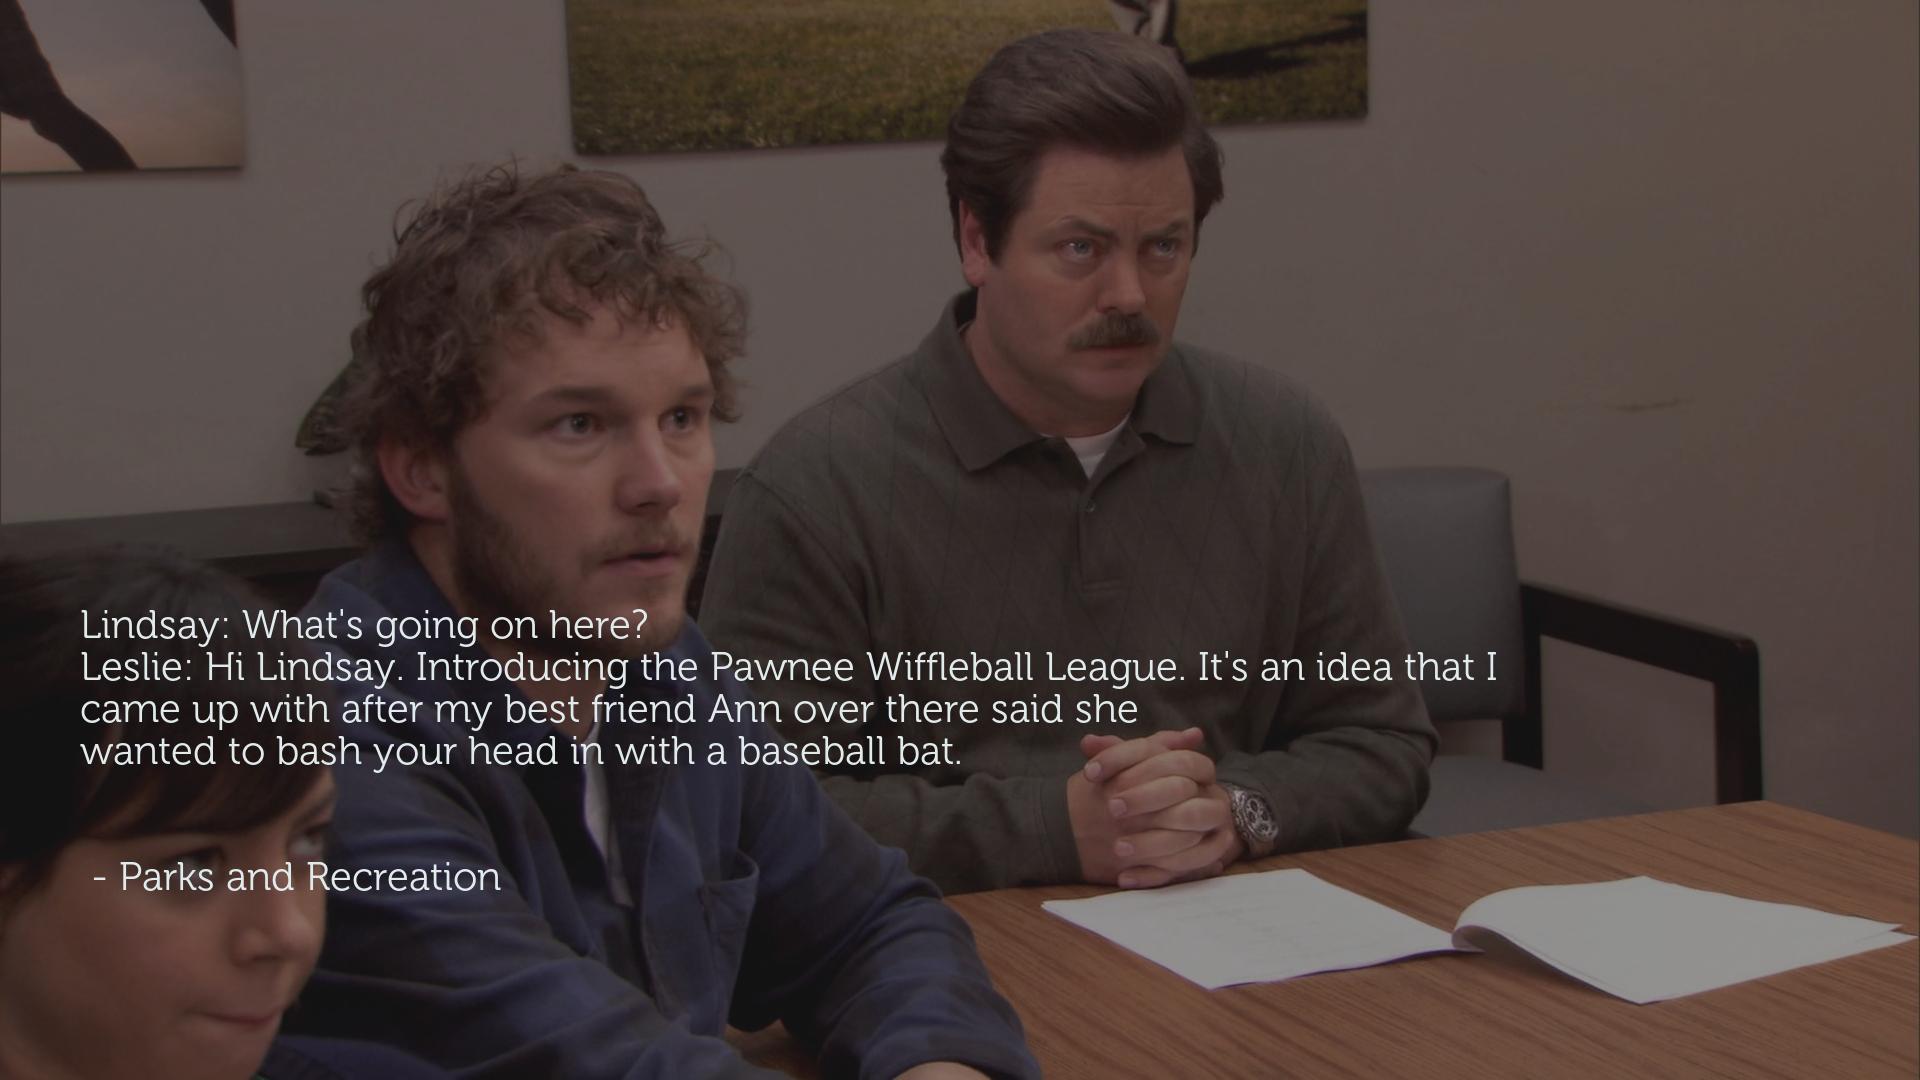 Lindsay: What's going on here?
Leslie: Hi Lindsay. Introducing the Pawnee Wiffleball League. It's an idea that I
came up with after my best friend Ann over there said she
wanted to bash your head in with a baseball bat.
- Parks and Recreation